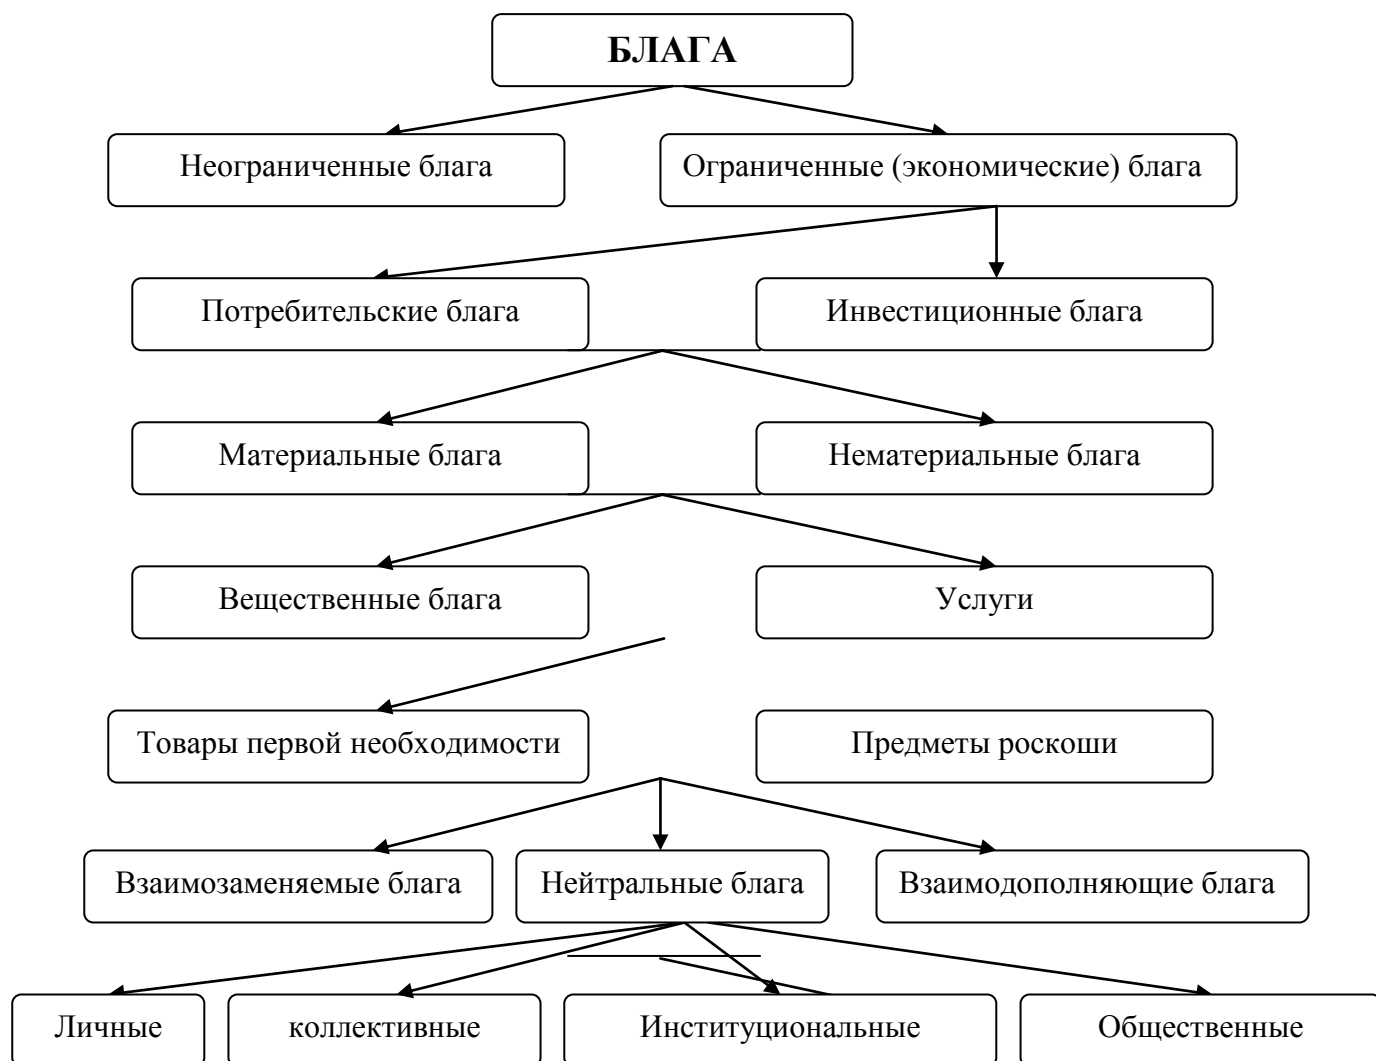 БЛАГА
Неограниченные блага
Ограниченные (экономические) блага
Потребительские блага
Инвестиционные блага
Материальные блага
Нематериальные блага
Вещественные блага
Услуги
Товары первой необходимости
Предметы роскоши
Взаимозаменяемые блага
Нейтральные блага
Взаимодополняющие блага
Личные
коллективные
Институциональные
Общественные